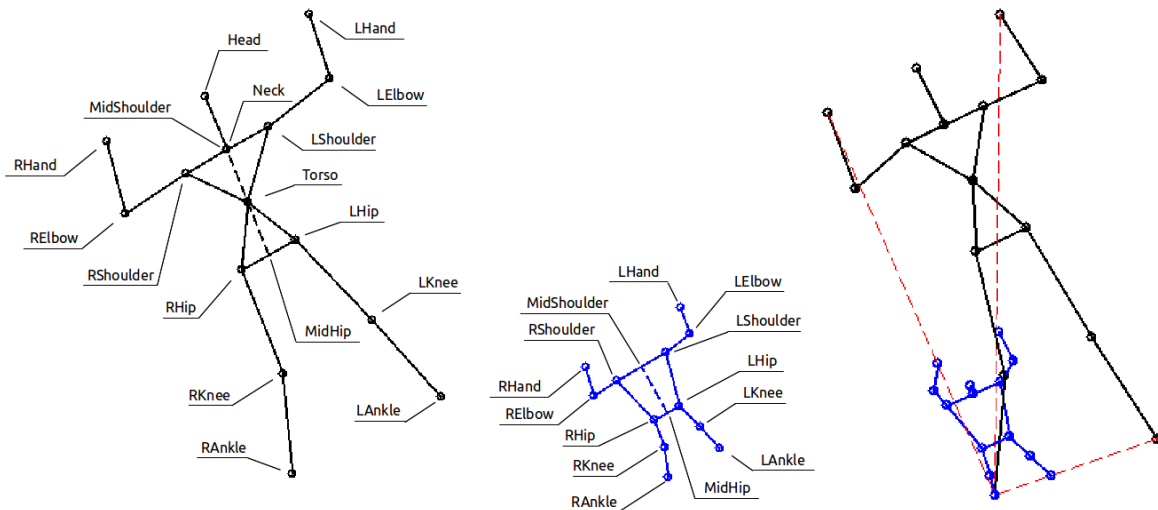 LHand
Head
Neck
MidShoulder
LElbow
LShoulder
RHand
Torso
LHip
RElbow
RShoulder
RHip
LKnee
MidHip
RKnee
LAnkle
RAnkle
LHand
LElbow
MidShoulder
RShoulder
LShoulder
LHip
RHand
LKnee
RElbow
RHip
LAnkle
RKnee
MidHip
RAnkle